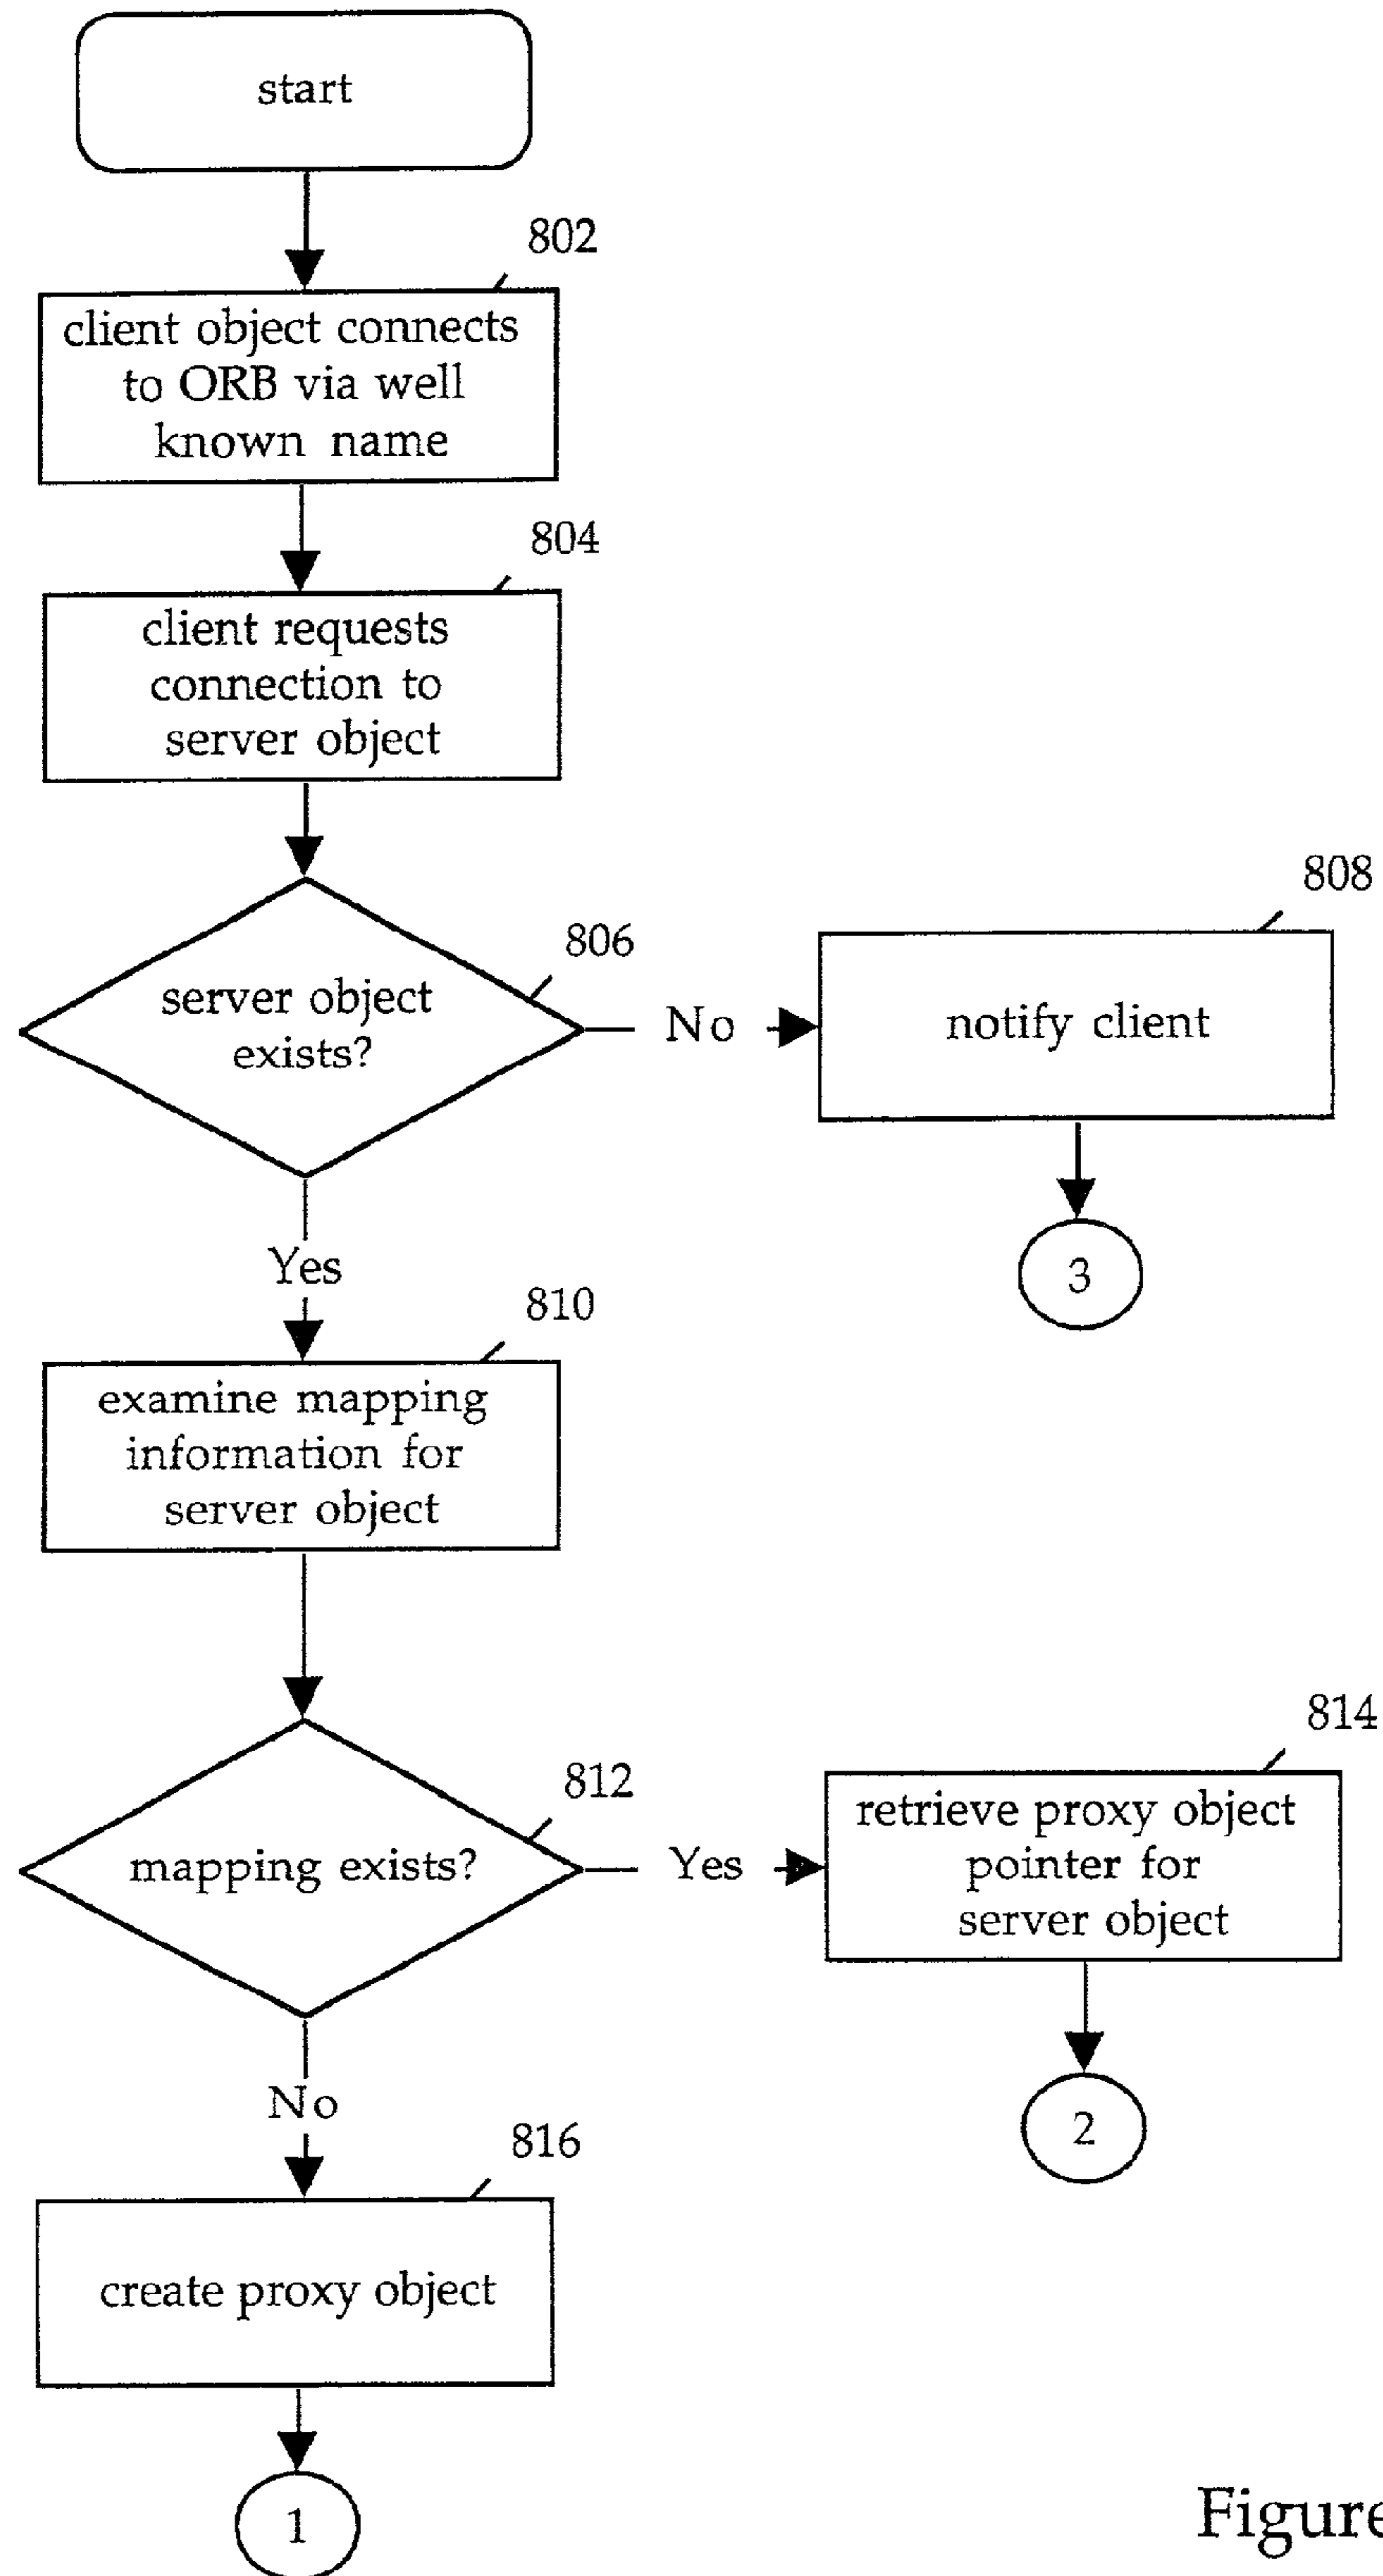 start
802
client object connects
to ORB via well
known name
804
client requests
connection to
server object
806
server object
exists?
No
808
notify client
3
Yes
810
examine mapping
information for
server object
812
mapping exists?
Yes
814
retrieve proxy object
pointer for
server object
2
No
816
create proxy object
1
Figure